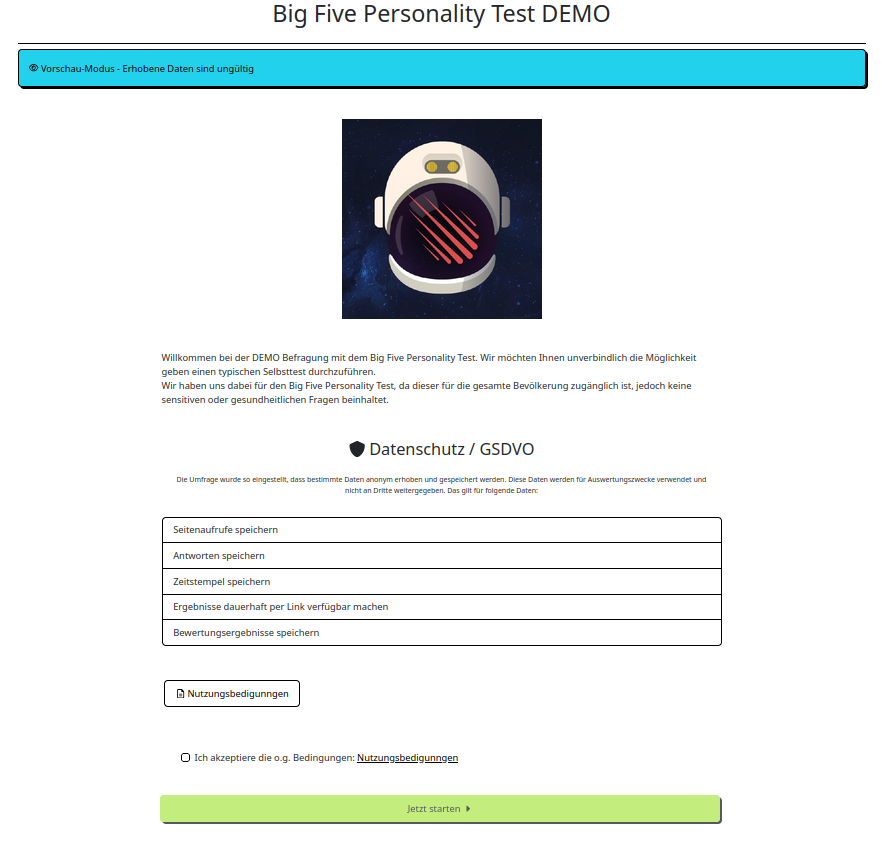 Big Five Personality Test DEMO
Vorschau-Modus - Erhobene Daten sind ungültig
Willkommen bei der DEMO Befragung mit dem Big Five Personality Test. Wir möchten Ihnen unverbindlich die Möglichkeit
geben einen typischen Selbsttest durchzuführen.
Wir haben uns dabei für den Big Five Personality Test, da dieser für die gesamte Bevölkerung zugänglich ist, jedoch keine
sensitiven oder gesundheitlichen Fragen beinhaltet.
Datenschutz / GSDVO
Die Umfrage wurde so eingestellt, dass bestimmte Daten anonym erhoben und gespeichert werden. Diese Daten werden für Auswertungszwecke verwendet und
nicht an Dritte weitergegeben. Das gilt für folgende Daten:
Seitenaufrufe speichern
Antworten speichern
Zeitstempel speichern
Ergebnisse dauerhaft per Link verfügbar machen
Bewertungsergebnisse speichern
Nutzungsbedigunngen
Ich akzeptiere die o.g. Bedingungen: Nutzungsbedigunngen
Jetzt starten